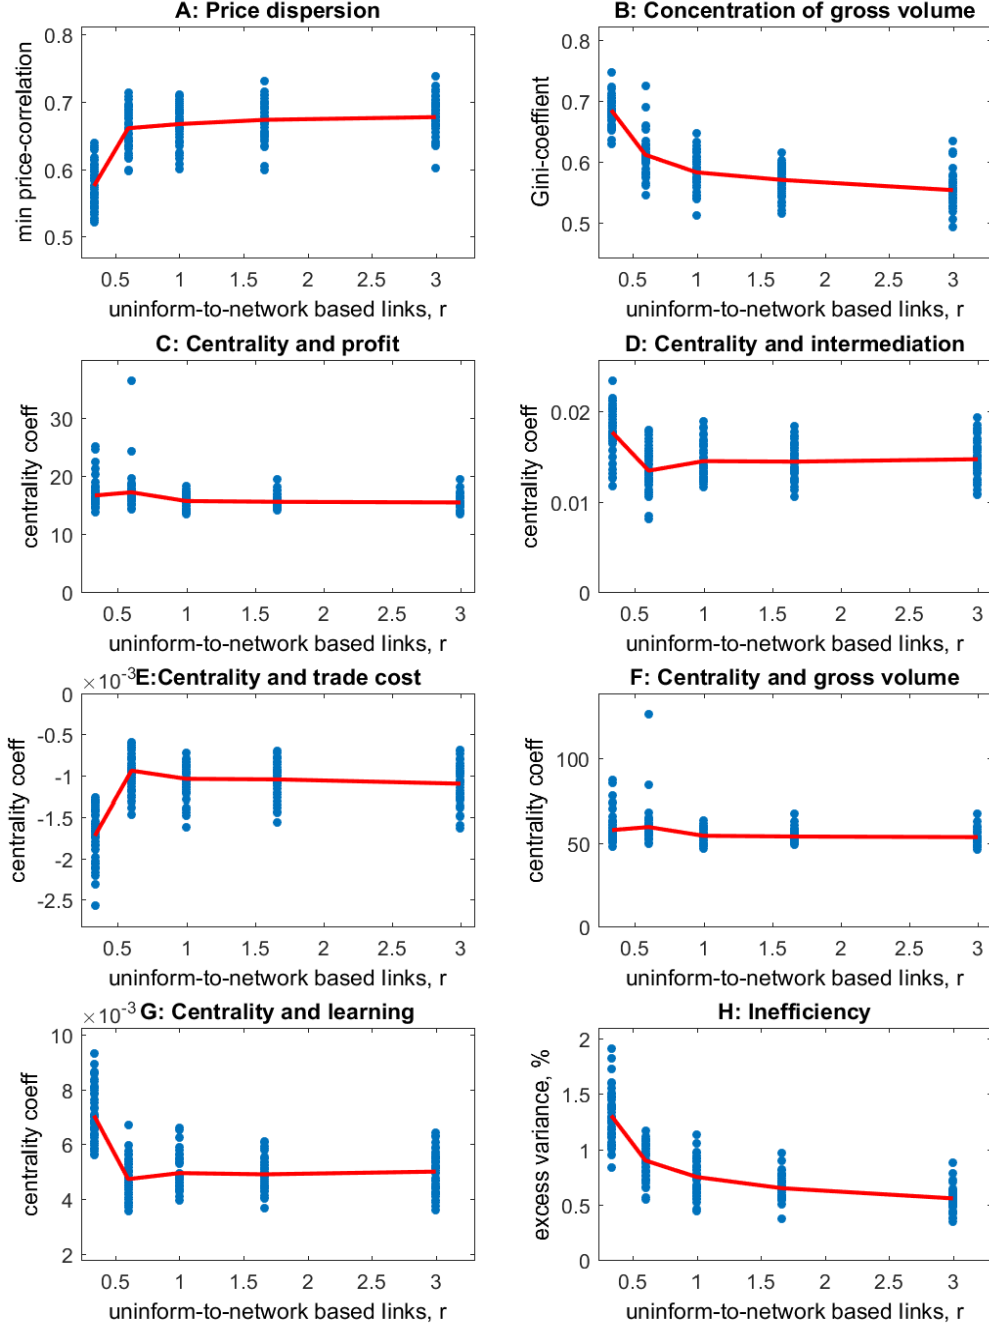 A: Price dispersion
min price-correlation
0.8
0.7
0.6
0.5
0.5 1 1.5 2 2.5 3
uninform-to-network based links, r
B: Concentration of gross volume
Gini-coeffient
0.8
0.7
0.6
0.5
0.5 1 1.5 2 2.5 3
uninform-to-network based links, r
C: Centrality and profit
centrality coeff
30
20
10
0
0.5 1 1.5 2 2.5 3
uninform-to-network based links, r
D: Centrality and intermediation
centrality coeff
0.02
0.01
0
0.5 1 1.5 2 2.5 3
uninform-to-network based links, r
×10⁻³ E:Centrality and trade cost
centrality coeff
0
-0.5
-1
-1.5
-2
-2.5
0.5 1 1.5 2 2.5 3
uninform-to-network based links, r
F: Centrality and gross volume
centrality coeff
100
50
0
0.5 1 1.5 2 2.5 3
uninform-to-network based links, r
×10⁻³ G: Centrality and learning
centrality coeff
10
8
6
4
2
0.5 1 1.5 2 2.5 3
uninform-to-network based links, r
H: Inefficiency
excess variance, %
2
1.5
1
0.5
0
0.5 1 1.5 2 2.5 3
uninform-to-network based links, r